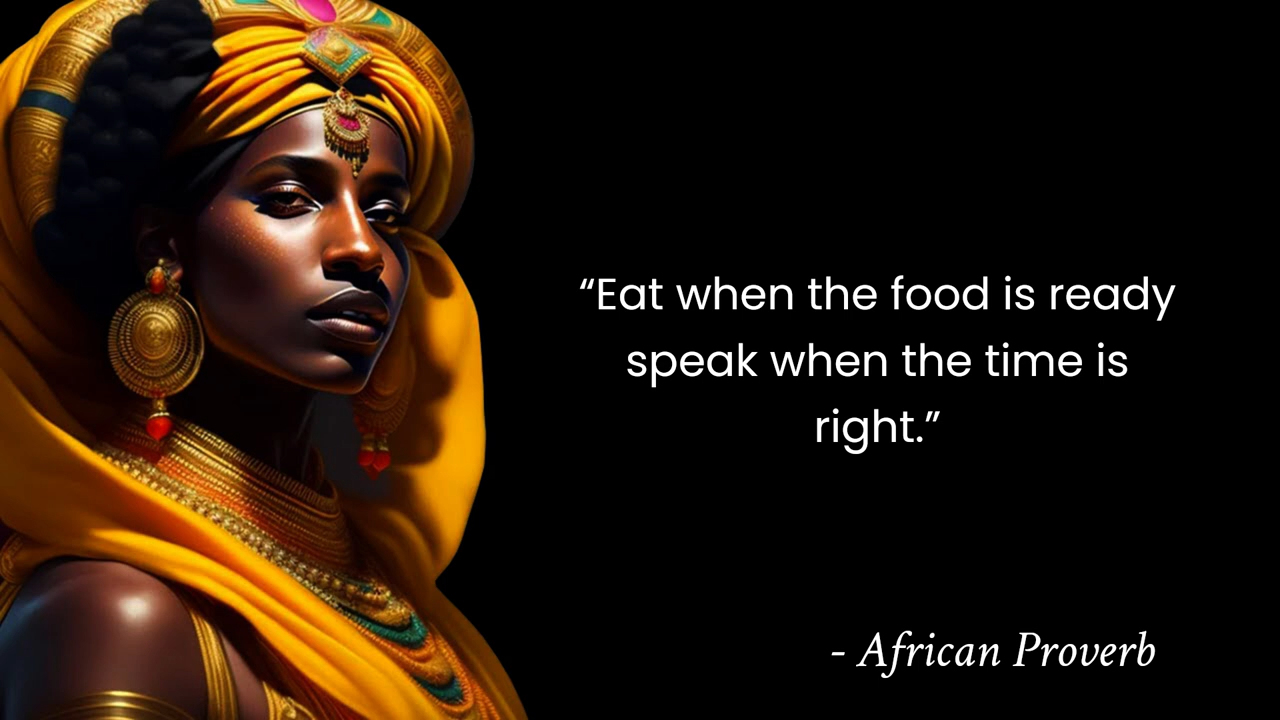 “Eat when the food is ready
speak when the time is
right.”
- African Proverb